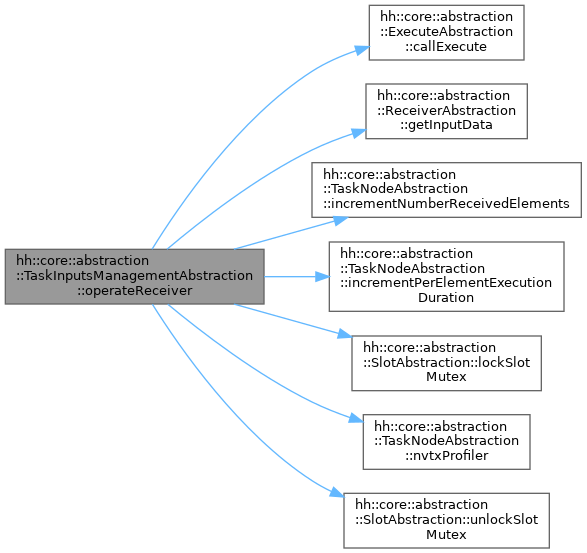 hh::core::abstraction
::ExecuteAbstraction
::callExecute
hh::core::abstraction
::ReceiverAbstraction
::getInputData
hh::core::abstraction
::TaskNodeAbstraction
::incrementNumberReceivedElements
hh::core::abstraction
::TaskInputsManagementAbstraction
::operateReceiver
hh::core::abstraction
::TaskNodeAbstraction
::incrementPerElementExecution
Duration
hh::core::abstraction
::SlotAbstraction::lockSlot
Mutex
hh::core::abstraction
::TaskNodeAbstraction
::nvtxProfiler
hh::core::abstraction
::SlotAbstraction::unlockSlot
Mutex